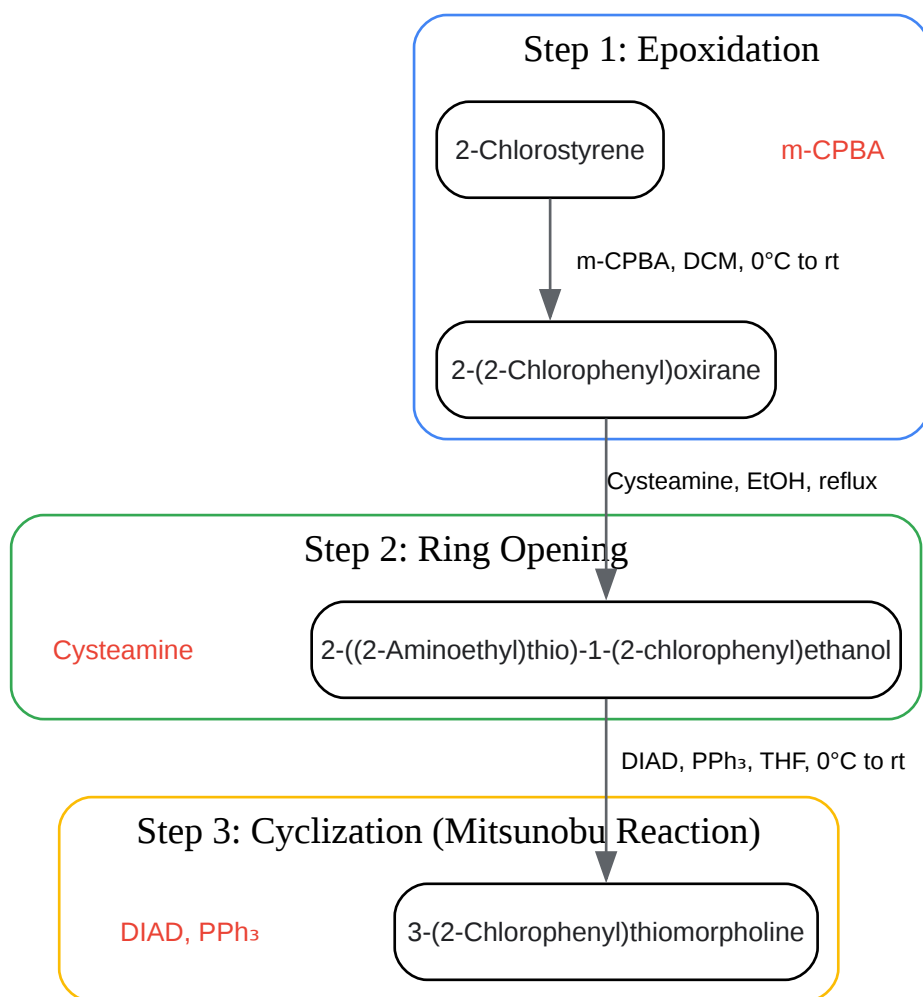 Step 1: Epoxidation
2-Chlorostyrene
m-CPBA
m-CPBA, DCM, 0°C to rt
2-(2-Chlorophenyl)oxirane
Cysteamine, EtOH, reflux
Step 2: Ring Opening
Cysteamine
2-((2-Aminoethyl)thio)-1-(2-chlorophenyl)ethanol
DIAD, PPh₃, THF, 0°C to rt
Step 3: Cyclization (Mitsunobu Reaction)
DIAD, PPh₃
3-(2-Chlorophenyl)thiomorpholine